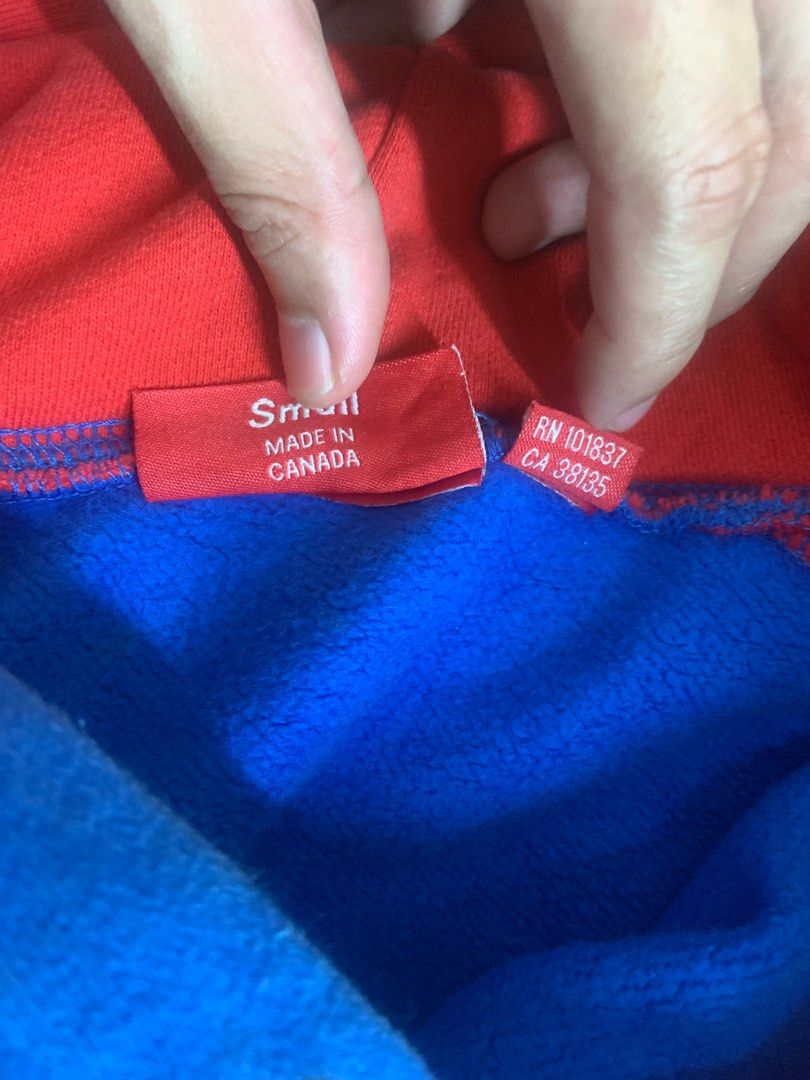 Small
MADE IN
CANADA
RN 101837
CA 38135